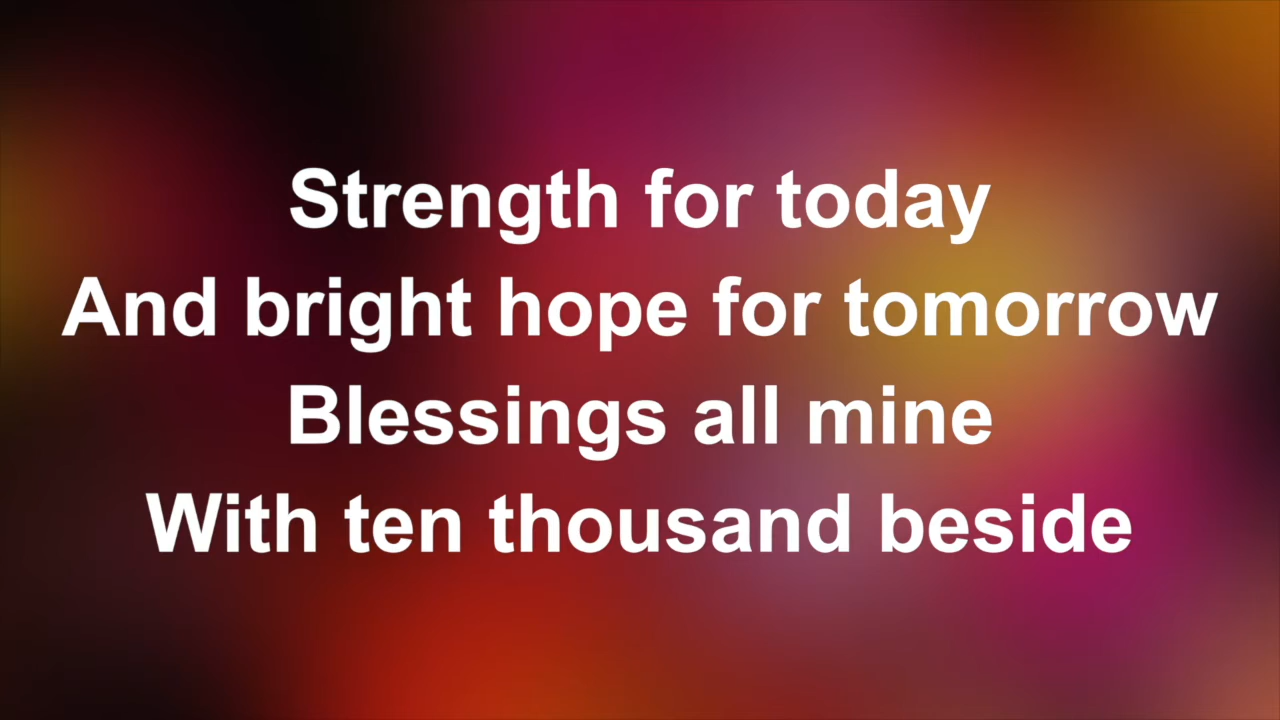 Strength for today
And bright hope for tomorrow
Blessings all mine
With ten thousand beside